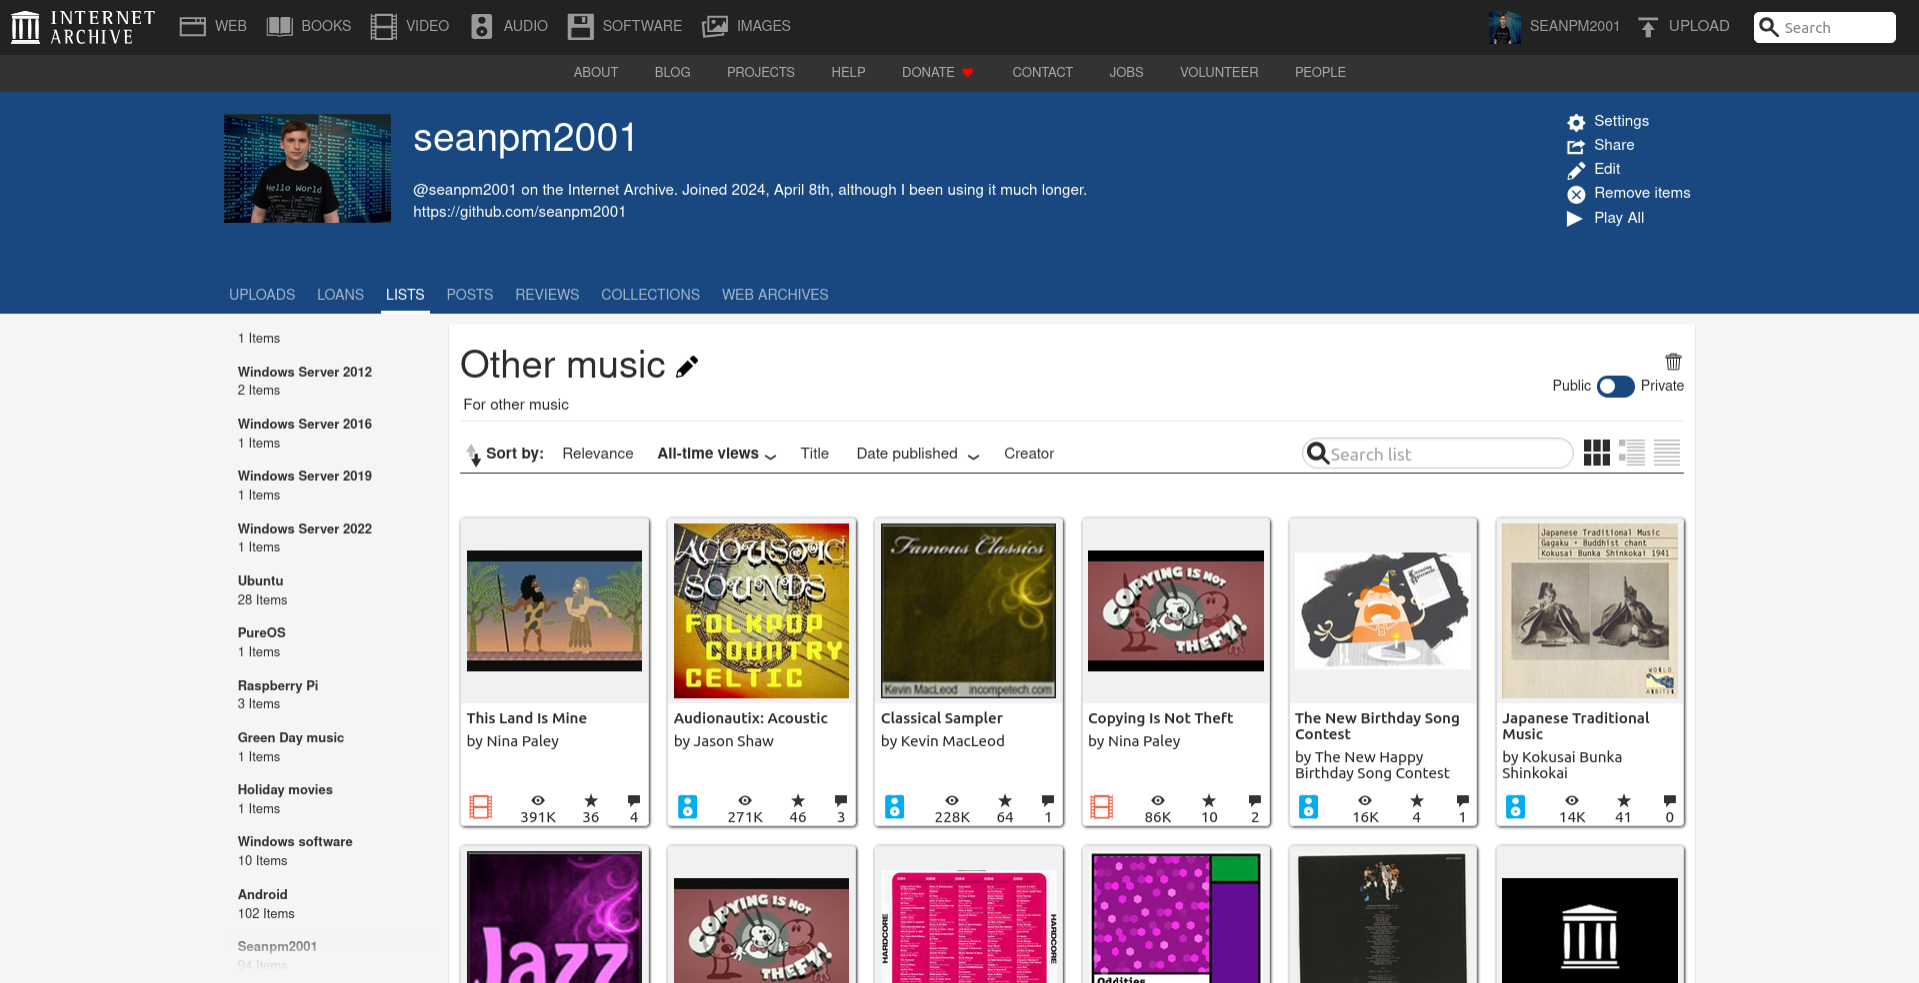 INTERNET
ARCHIVE
WEB
BOOKS
VIDEO
AUDIO
SOFTWARE
IMAGES
SEANPM2001
UPLOAD
Search
ABOUT
BLOG
PROJECTS
HELP
DONATE
CONTACT
JOBS
VOLUNTEER
PEOPLE
Hello World
seanpm2001
@seanpm2001 on the Internet Archive. Joined 2024, April 8th, although I been using it much longer.
https://github.com/seanpm2001
Settings
Share
Edit
Remove items
Play All
UPLOADS
LOANS
LISTS
POSTS
REVIEWS
COLLECTIONS
WEB ARCHIVES
1 Items
Windows Server 2012
2 Items
Windows Server 2016
1 Items
Windows Server 2019
1 Items
Windows Server 2022
1 Items
Ubuntu
28 Items
PureOS
1 Items
Raspberry Pi
3 Items
Green Day music
1 Items
Holiday movies
1 Items
Windows software
10 Items
Android
102 Items
Seanpm2001
94 Items
Other music
For other music
Public
Private
Sort by:
Relevance
All-time views
Title
Date published
Creator
Search list
This Land Is Mine
by Nina Paley
391K
36
4
ACOUSTIC
SOUNDS
FOLKPOP
COUNTRY
CELTIC
Audionautix: Acoustic
by Jason Shaw
271K
46
3
Famous Classics
Kevin MacLeod
incompetech.com
Classical Sampler
by Kevin MacLeod
228K
64
1
COPYING IS NOT
THEFT!
Copying Is Not Theft
by Nina Paley
86K
10
2
The New Birthday Song
Contest
by The New Happy
Birthday Song Contest
16K
4
1
Japanese Traditional Music
Gagaku · Buddhist chant
Kokusai Bunka Shinkokai 1941
WORLD
ARBITER
Japanese Traditional
Music
by Kokusai Bunka
Shinkokai
14K
41
0
Jazz
COPYING IS NOT
THEFT!
HARDCORE
HARDCORE
Oddities